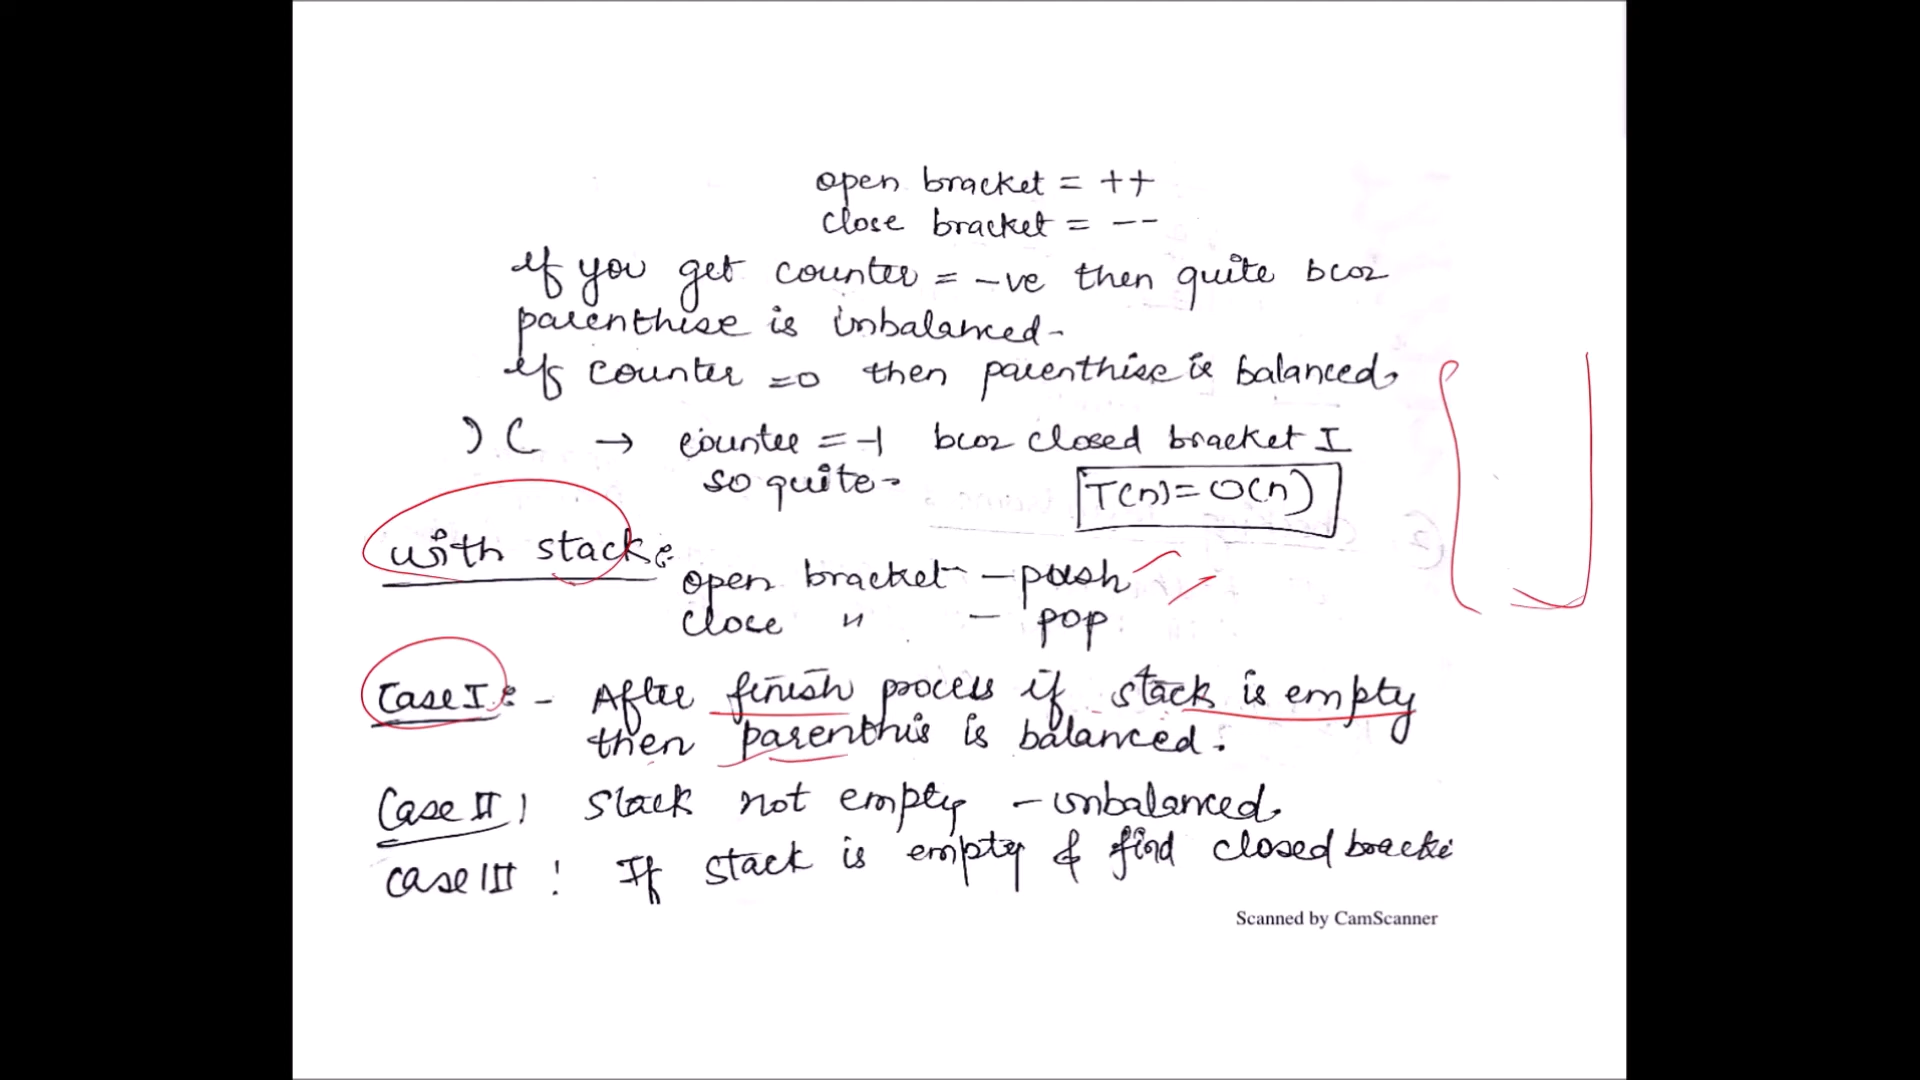 open bracket = ++
close bracket = --
if you get counter = -ve then quite bcoz
parenthise is imbalanced-
if counter =0 then parenthise is balanced.
) ( → counter = -1 bcoz closed bracket I
so quite-
T(n)= O(n)
with stack:
open bracket - push
close " - pop
Case I: - After finish process if stack is empty
then parenthis is balanced.
Case II! stack not empty - unbalanced.
case III ! If stack is empty & find closed bracke
Scanned by CamScanner